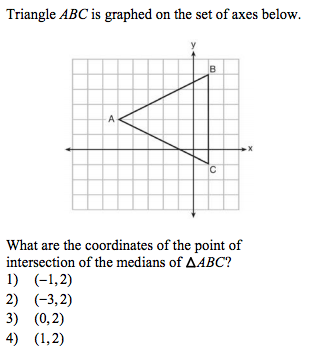 Triangle ABC is graphed on the set of axes below.
y
B
A
x
C
What are the coordinates of the point of
intersection of the medians of △ABC?
1) (−1,2)
2) (−3,2)
3) (0,2)
4) (1,2)